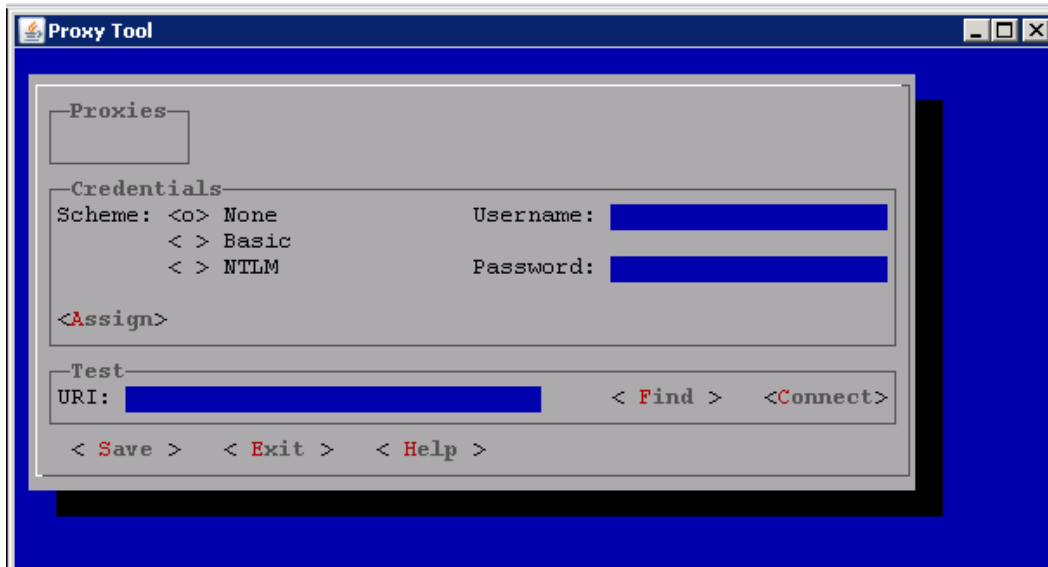 Proxy Tool
Proxies
Credentials
Scheme: <o> None Username:
< > Basic
< > NTLM Password:
<Assign>
Test
URI: < Find > <Connect>
< Save > < Exit > < Help >